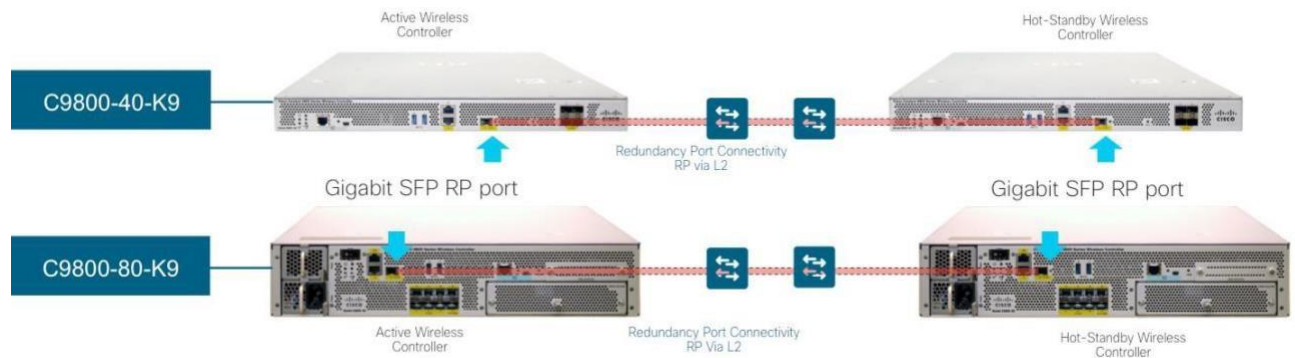 Active Wireless
Controller
Hot-Standby Wireless
Controller
C9800-40-K9
CISCO
CISCO
Redundancy Port Connectivity
RP via L2
Gigabit SFP RP port
Gigabit SFP RP port
C9800-80-K9
Active Wireless
Controller
Redundancy Port Connectivity
RP Via L2
Hot-Standby Wireless
Controller